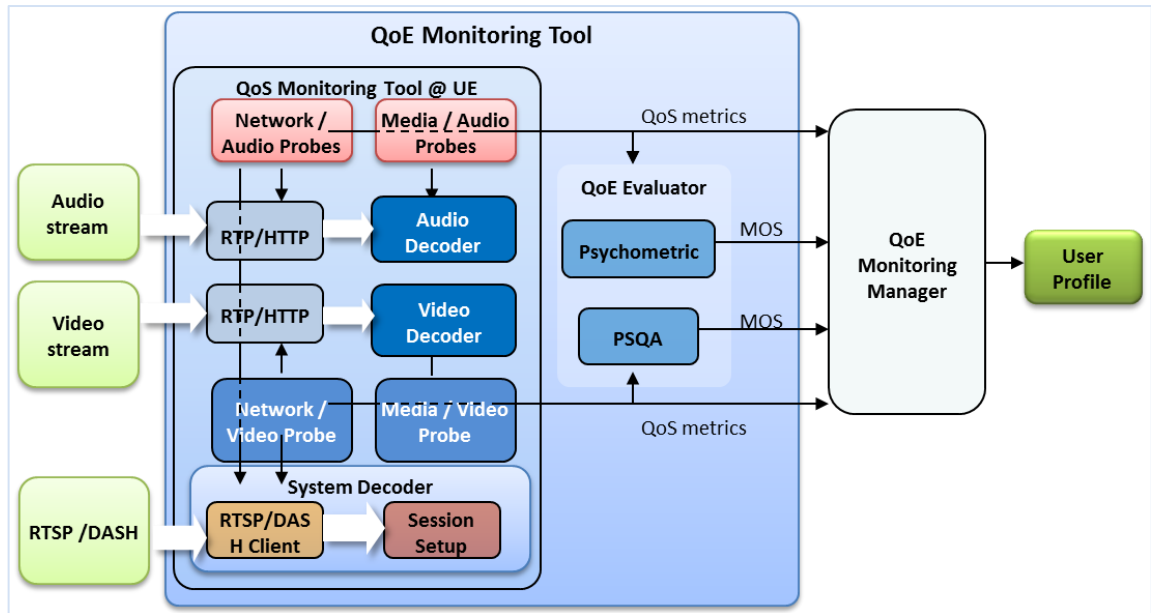 QoE Monitoring Tool
QoS Monitoring Tool @ UE
Network /
Audio Probes
Media / Audio
Probes
QoS metrics
Audio
stream
RTP/HTTP
Audio
Decoder
QoE Evaluator
Psychometric
MOS
QoE
Monitoring
Manager
User
Profile
Video
stream
RTP/HTTP
Video
Decoder
PSQA
MOS
Network /
Video Probe
Media / Video
Probe
QoS metrics
System Decoder
RTSP /DASH
RTSP/DAS
H Client
Session
Setup